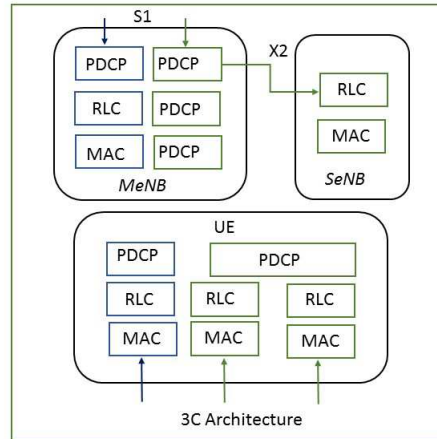 S1
PDCP PDCP X2
RLC PDCP RLC
MAC PDCP MAC
MeNB SeNB
UE
PDCP PDCP
RLC RLC RLC
MAC MAC MAC
3C Architecture